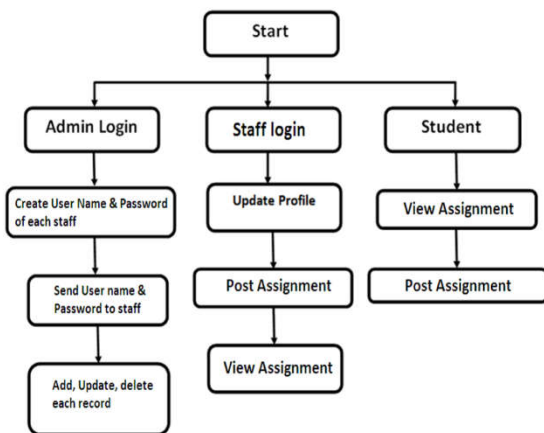 Start
Admin Login
Staff login
Student
Create User Name & Password
of each staff
Update Profile
View Assignment
Send User name &
Password to staff
Post Assignment
Post Assignment
Add, Update, delete
each record
View Assignment